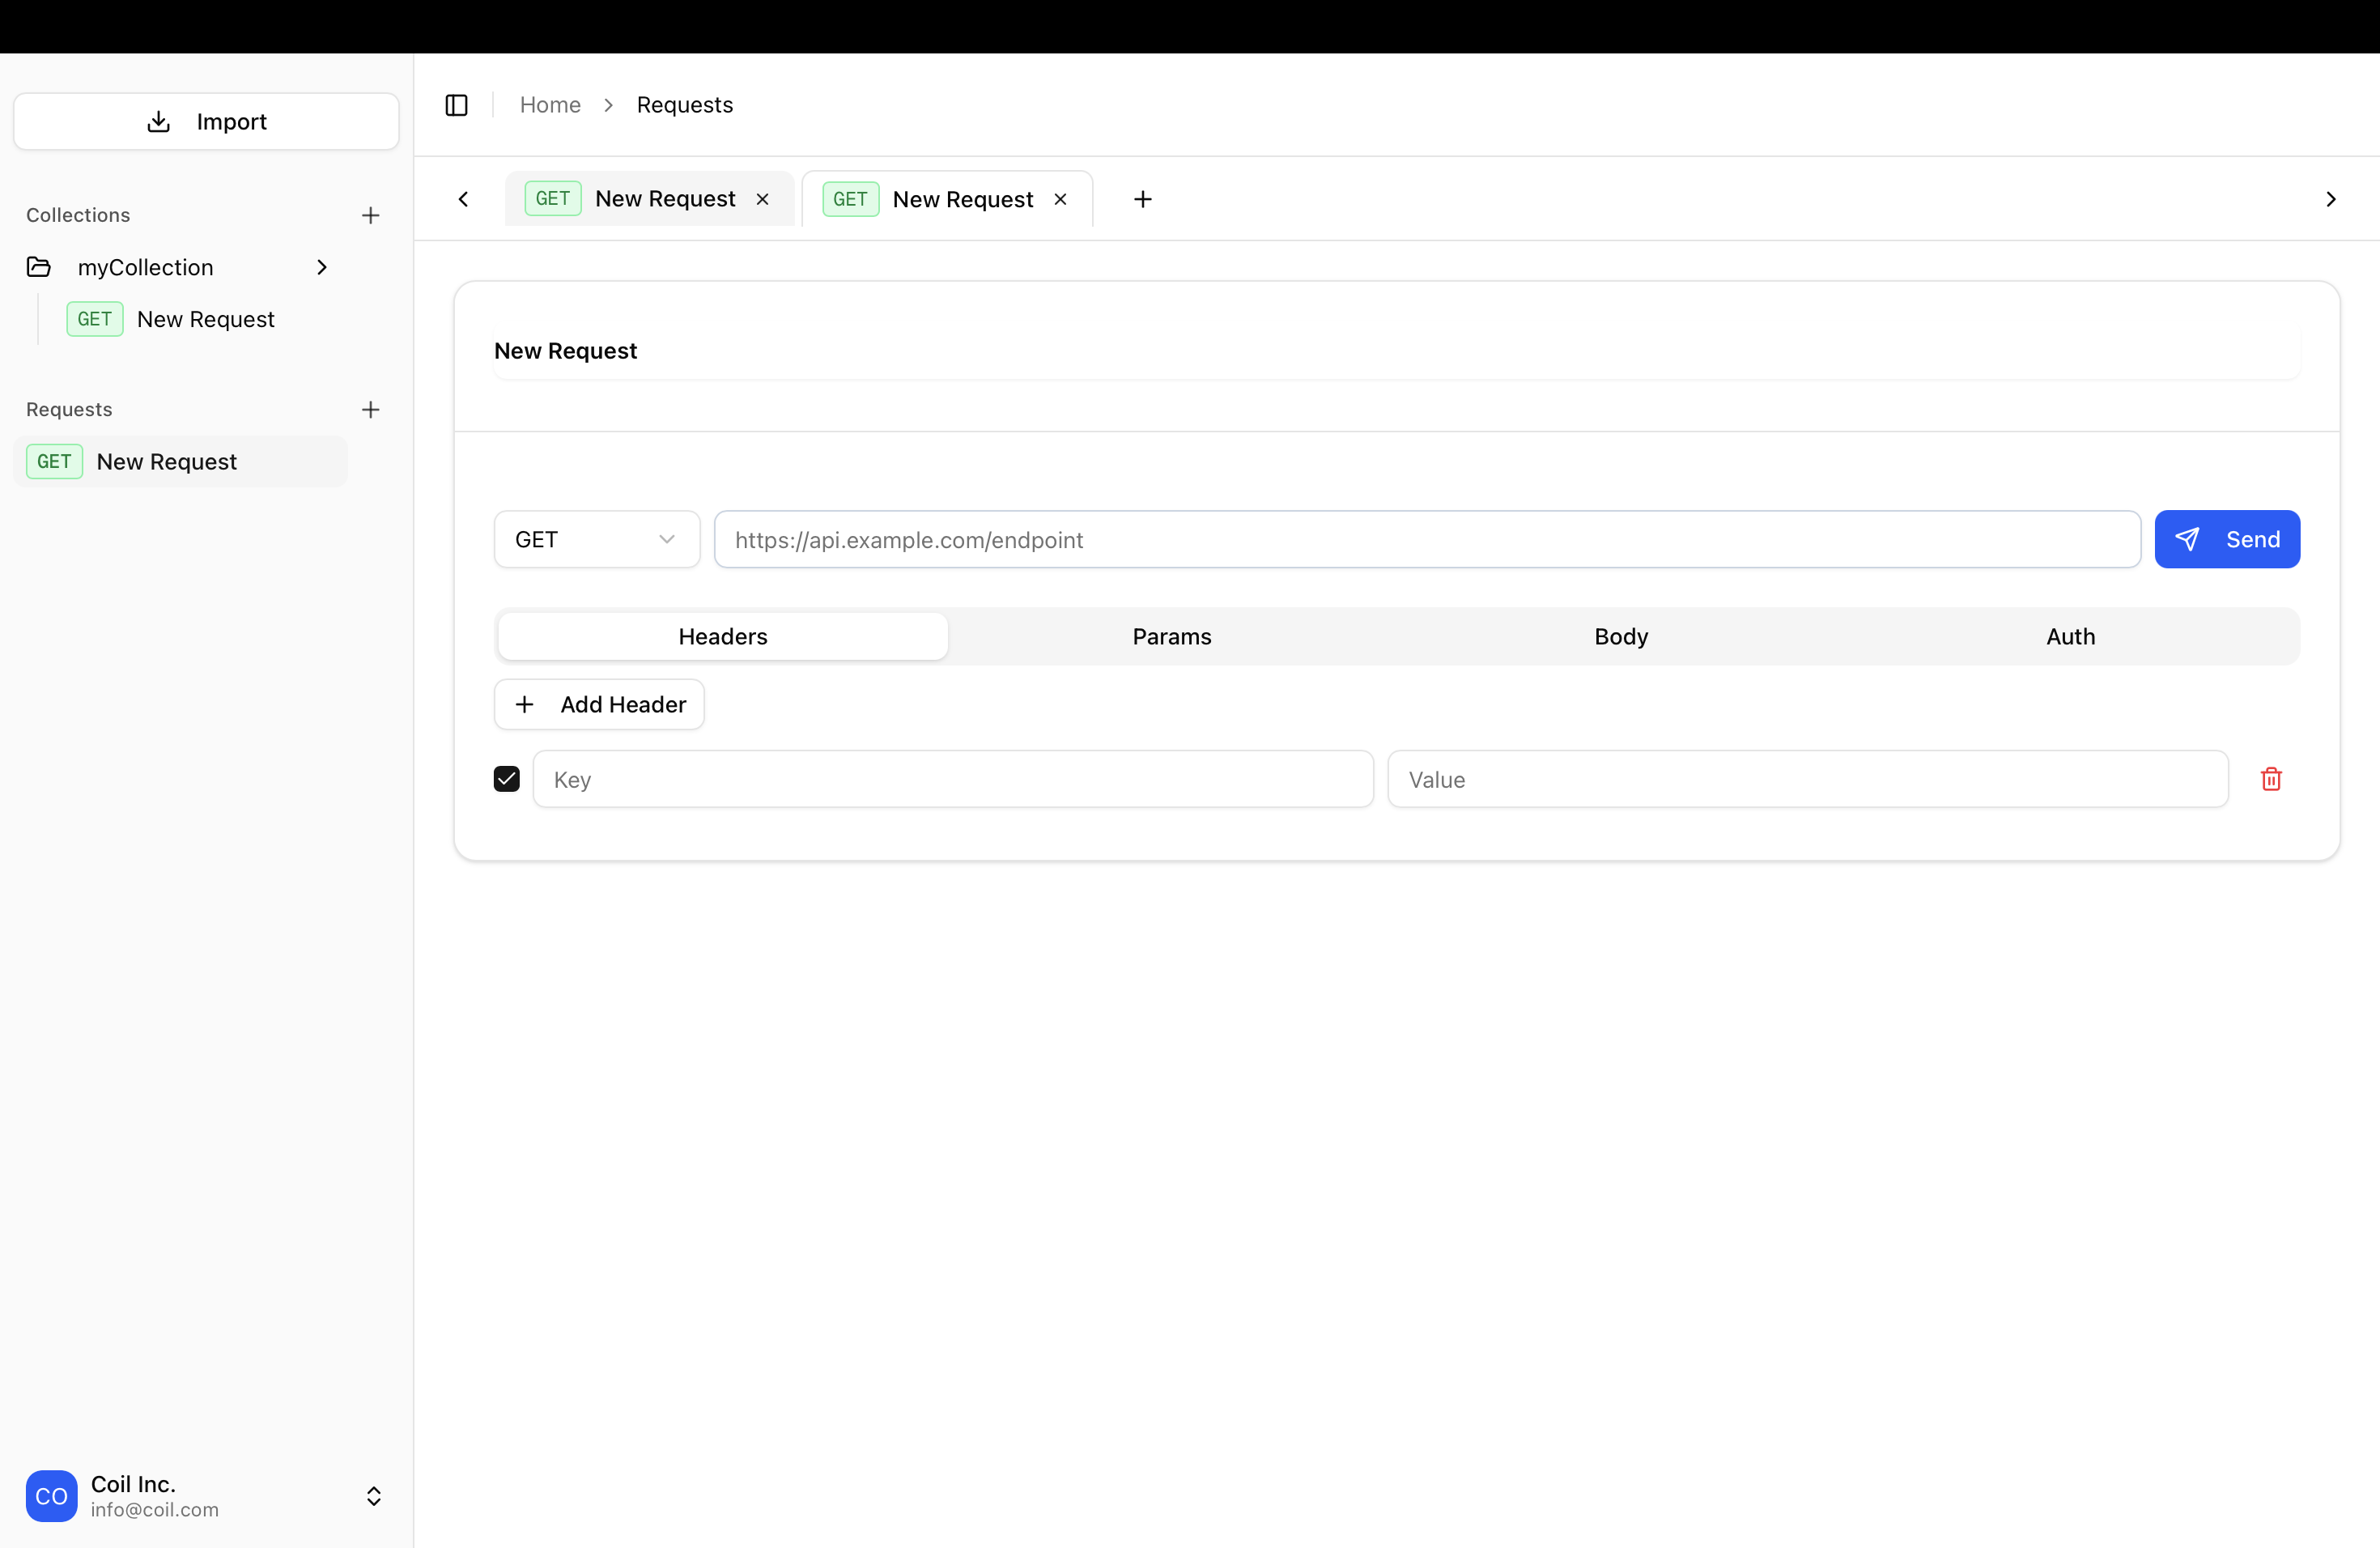 Import
Collections
myCollection
GET New Request
Requests
GET New Request
CO
Coil Inc.
info@coil.com
Home Requests
GET New Request GET New Request
New Request
GET https://api.example.com/endpoint Send
Headers Params Body Auth
Add Header
Key Value